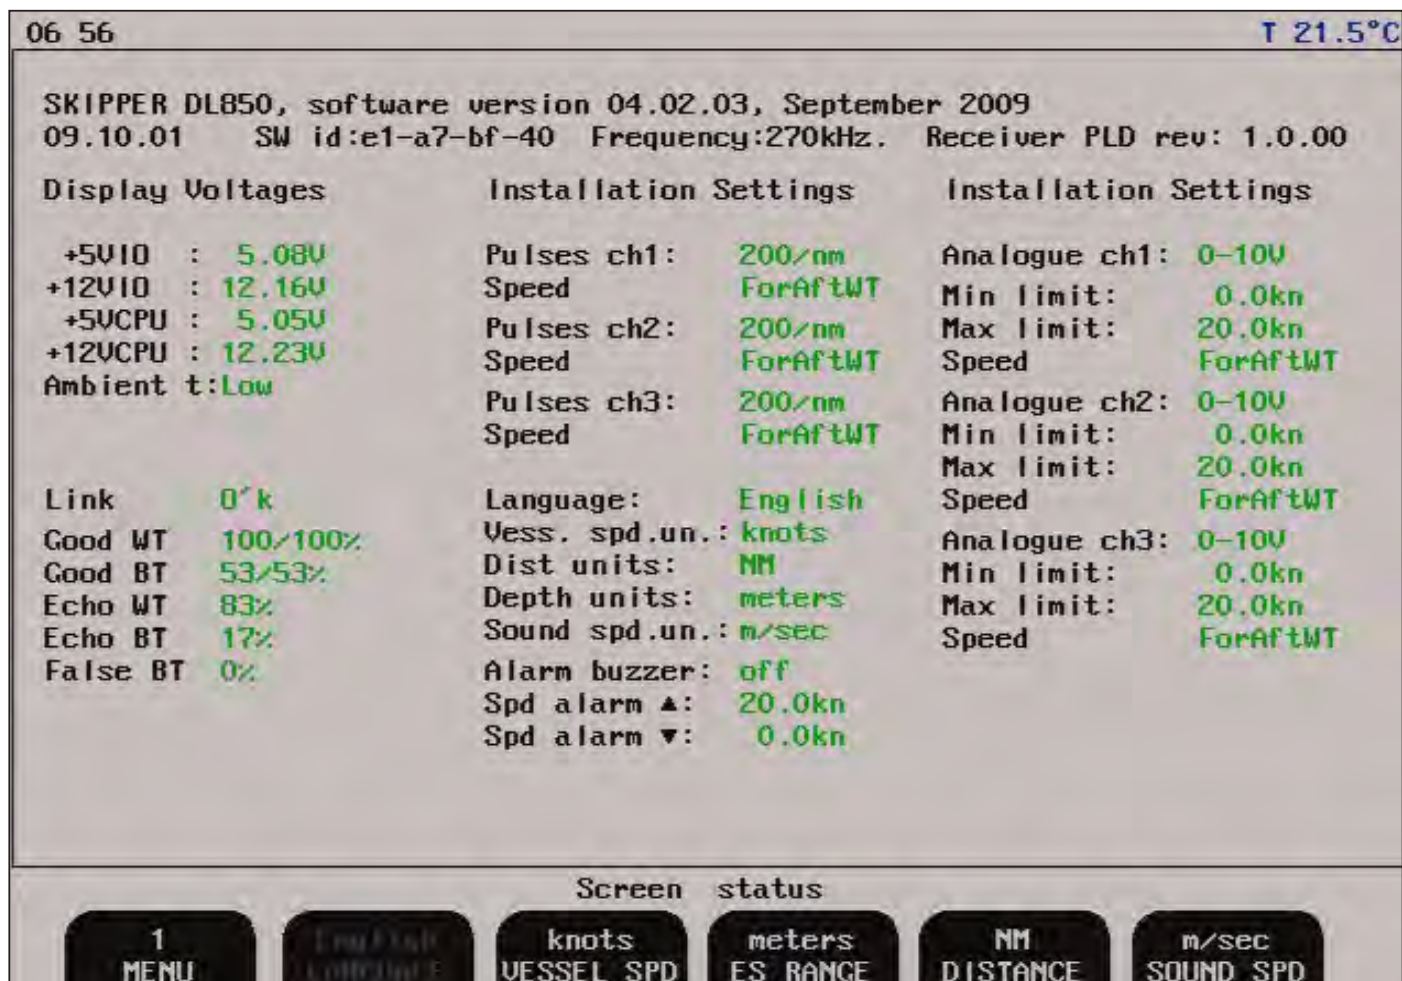 06 56 T 21.5°C
SKIPPER DL850, software version 04.02.03, September 2009
09.10.01 SW id:e1-a7-bf-40 Frequency:270kHz. Receiver PLD rev: 1.0.00
Display Voltages
+5VIO : 5.08V
+12VIO : 12.16V
+5VCPU : 5.05V
+12VCPU : 12.23V
Ambient t:Low
Link O´k
Good WT 100/100%
Good BT 53/53%
Echo WT 83%
Echo BT 17%
False BT 0%
Installation Settings
Pulses ch1: 200/nm
Speed ForAftWT
Pulses ch2: 200/nm
Speed ForAftWT
Pulses ch3: 200/nm
Speed ForAftWT
Language: English
Vess. spd.un.: knots
Dist units: NM
Depth units: meters
Sound spd.un.: m/sec
Alarm buzzer: off
Spd alarm ▲: 20.0kn
Spd alarm ▼: 0.0kn
Installation Settings
Analogue ch1: 0-10V
Min limit: 0.0kn
Max limit: 20.0kn
Speed ForAftWT
Analogue ch2: 0-10V
Min limit: 0.0kn
Max limit: 20.0kn
Speed ForAftWT
Analogue ch3: 0-10V
Min limit: 0.0kn
Max limit: 20.0kn
Speed ForAftWT
Screen status
1
MENU
English
LANGUAGE
knots
VESSEL SPD
meters
ES RANGE
NM
DISTANCE
m/sec
SOUND SPD